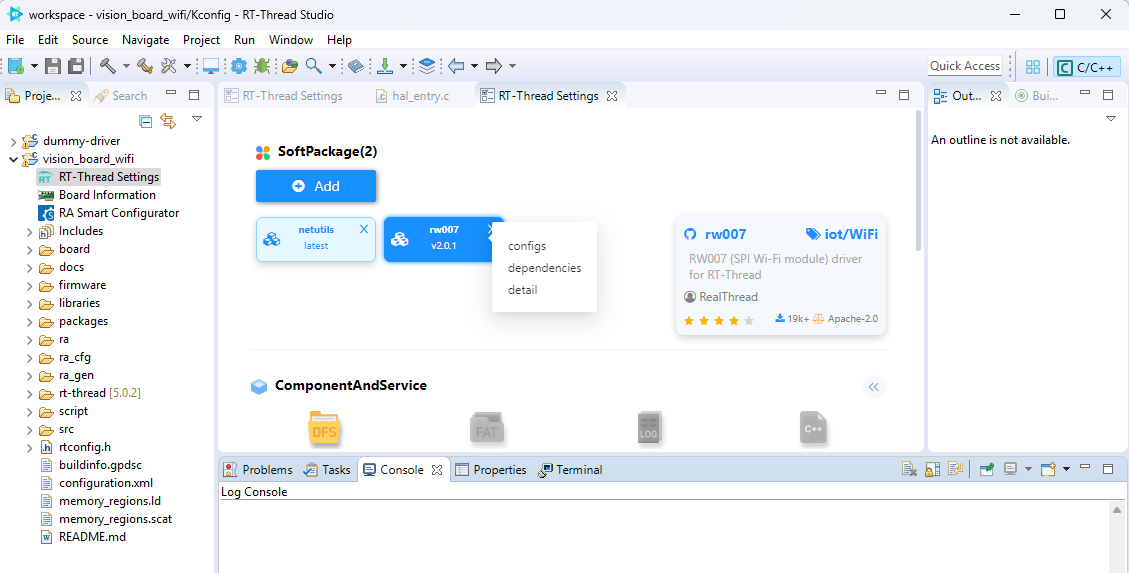 workspace - vision_board_wifi/Kconfig - RT-Thread Studio
File Edit Source Navigate Project Run Window Help
Quick Access
C/C++
Proje...
Search
dummy-driver
vision_board_wifi
RT-Thread Settings
Board Information
RA Smart Configurator
Includes
board
docs
firmware
libraries
packages
ra
ra_cfg
ra_gen
rt-thread [5.0.2]
script
src
rtconfig.h
buildinfo.gpdsc
configuration.xml
memory_regions.ld
memory_regions.scat
README.md
RT-Thread Settings
hal_entry.c
RT-Thread Settings
SoftPackage(2)
Add
netutils
latest
rw007
v2.0.1
configs
dependencies
detail
rw007
iot/WiFi
RW007 (SPI Wi-Fi module) driver
for RT-Thread
RealThread
19k+
Apache-2.0
ComponentAndService
DFS
FAT
LOG
C++
Out...
Bui...
An outline is not available.
Problems
Tasks
Console
Properties
Terminal
Log Console